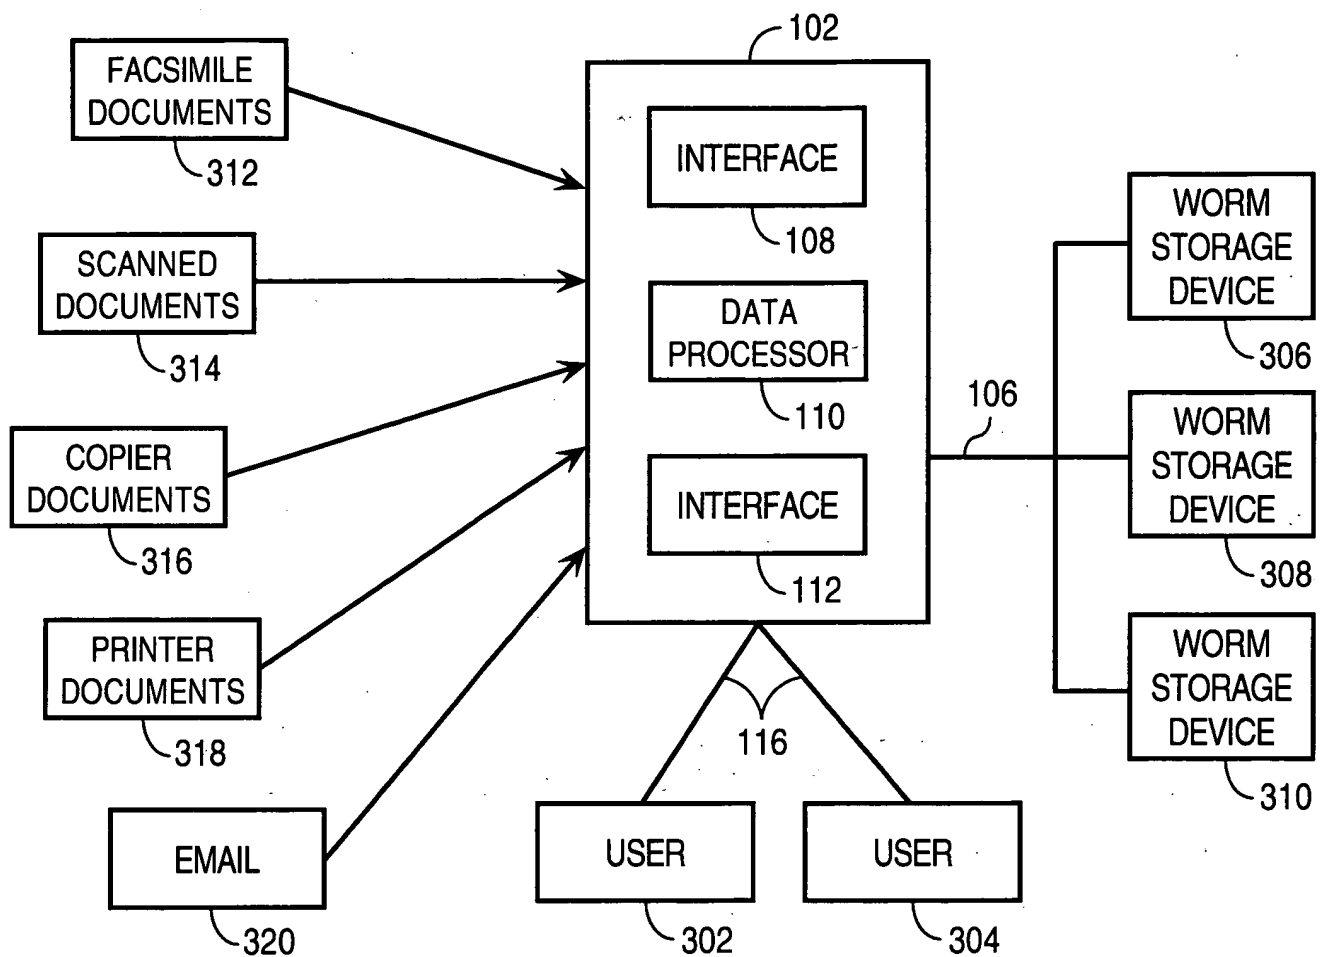 102
FACSIMILE
DOCUMENTS
312
SCANNED
DOCUMENTS
314
COPIER
DOCUMENTS
316
PRINTER
DOCUMENTS
318
EMAIL
320
INTERFACE
108
DATA
PROCESSOR
110
INTERFACE
112
116
USER
302
USER
304
106
WORM
STORAGE
DEVICE
306
WORM
STORAGE
DEVICE
308
WORM
STORAGE
DEVICE
310